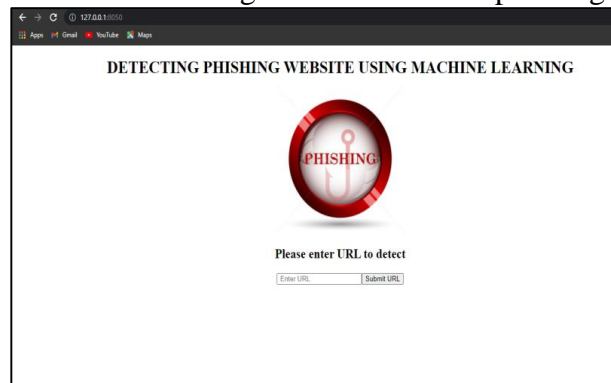 127.0.0.1:8050
Apps Gmail YouTube Maps
DETECTING PHISHING WEBSITE USING MACHINE LEARNING
PHISHING
Please enter URL to detect
Enter URL Submit URL